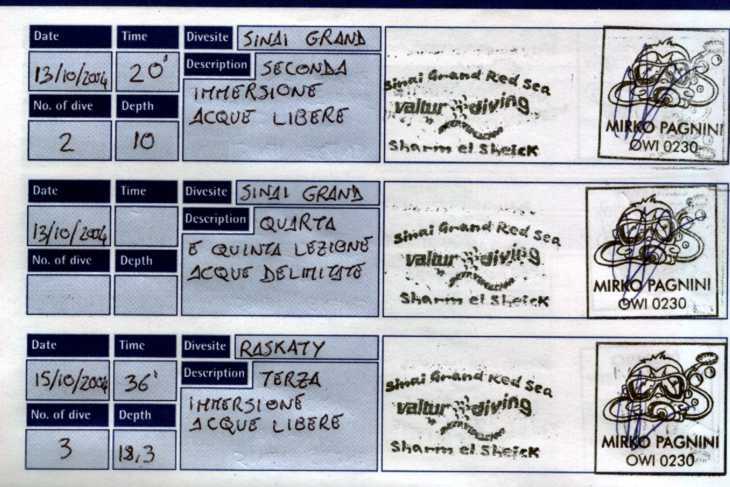 Date Time Divesite SINAI GRAND
13/10/2004 20' Description SECONDA
IMMERSIONE
ACQUE LIBERE
No. of dive Depth
2 10
Sinai Grand Red Sea
valtur diving
Sharm el Sheick
MIRKO PAGNINI
OWI 0230
Date Time Divesite SINAI GRAND
13/10/2004 Description QUARTA
E QUINTA LEZIONE
ACQUE DELIMITATE
No. of dive Depth
Sinai Grand Red Sea
valtur diving
Sharm el Sheick
MIRKO PAGNINI
OWI 0230
Date Time Divesite RASKATY
15/10/2004 36' Description TERZA
IMMERSIONE
ACQUE LIBERE
No. of dive Depth
3 18,3
Sinai Grand Red Sea
valtur diving
Sharm el Sheick
MIRKO PAGNINI
OWI 0230